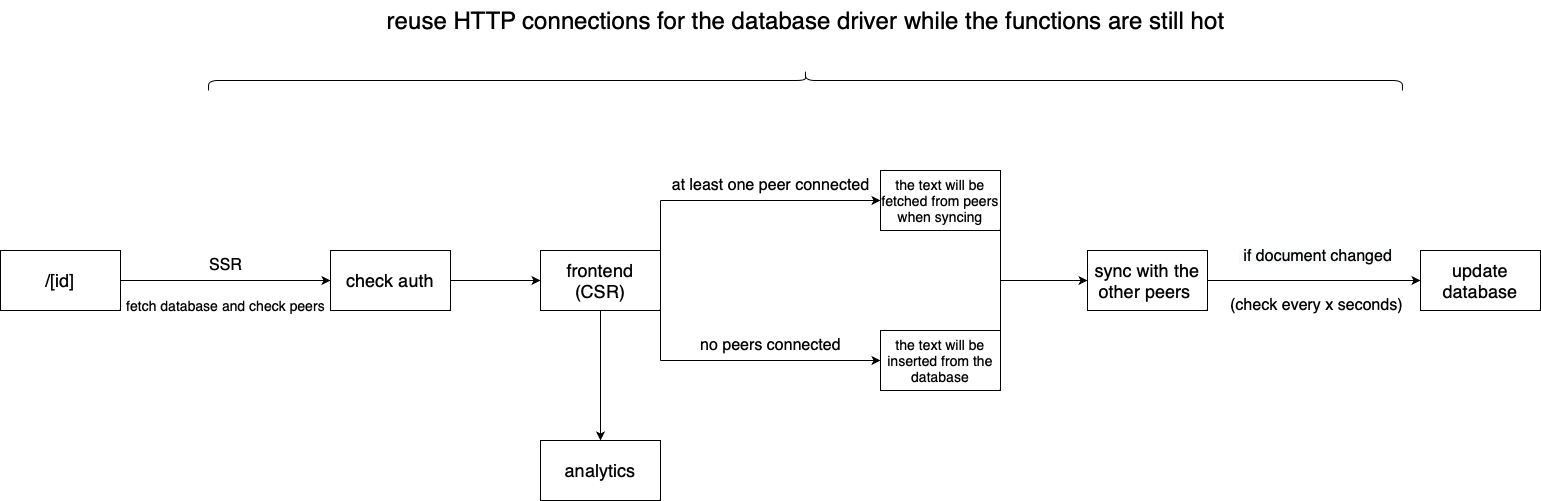 reuse HTTP connections for the database driver while the functions are still hot
/[id]
SSR
fetch database and check peers
check auth
frontend
(CSR)
at least one peer connected
the text will be
fetched from peers
when syncing
no peers connected
the text will be
inserted from the
database
sync with the
other peers
if document changed
(check every x seconds)
update
database
analytics